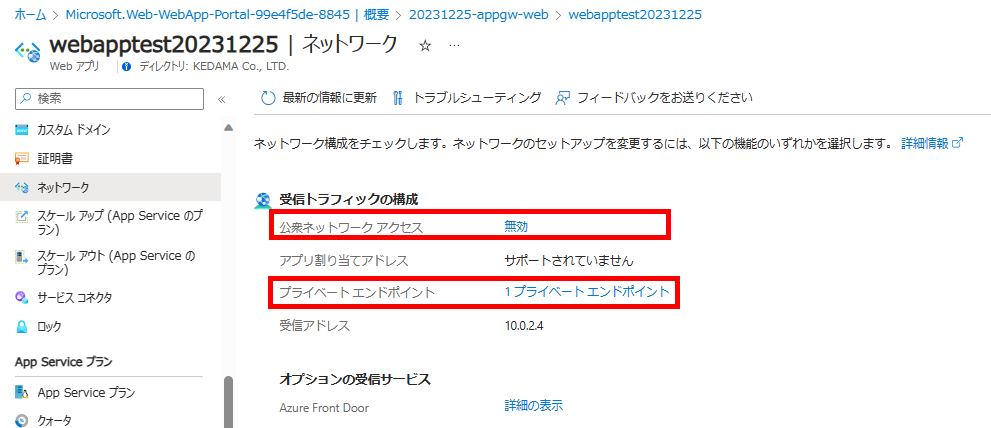 ホーム > Microsoft.Web-WebApp-Portal-99e4f5de-8845 | 概要 > 20231225-appgw-web > webapptest20231225
webapptest20231225 | ネットワーク ☆ …
Web アプリ ディレクトリ: KEDAMA Co., LTD.
検索 «
カスタム ドメイン
証明書
ネットワーク
スケール アップ (App Service のプ
ラン)
スケール アウト (App Service の
プラン)
サービス コネクタ
ロック
App Service プラン
App Service プラン
クォータ
最新の情報に更新 トラブルシューティング フィードバックをお送りください
ネットワーク構成をチェックします。ネットワークのセットアップを変更するには、以下の機能のいずれかを選択します。 詳細情報
受信トラフィックの構成
公衆ネットワーク アクセス 無効
アプリ割り当てアドレス サポートされていません
プライベート エンドポイント 1 プライベート エンドポイント
受信アドレス 10.0.2.4
オプションの受信サービス
Azure Front Door 詳細の表示